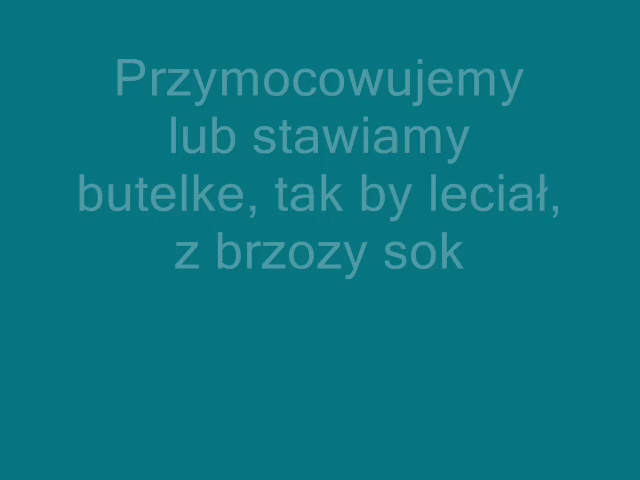 Przymocowujemy
lub stawiamy
butelke, tak by leciał,
z brzozy sok